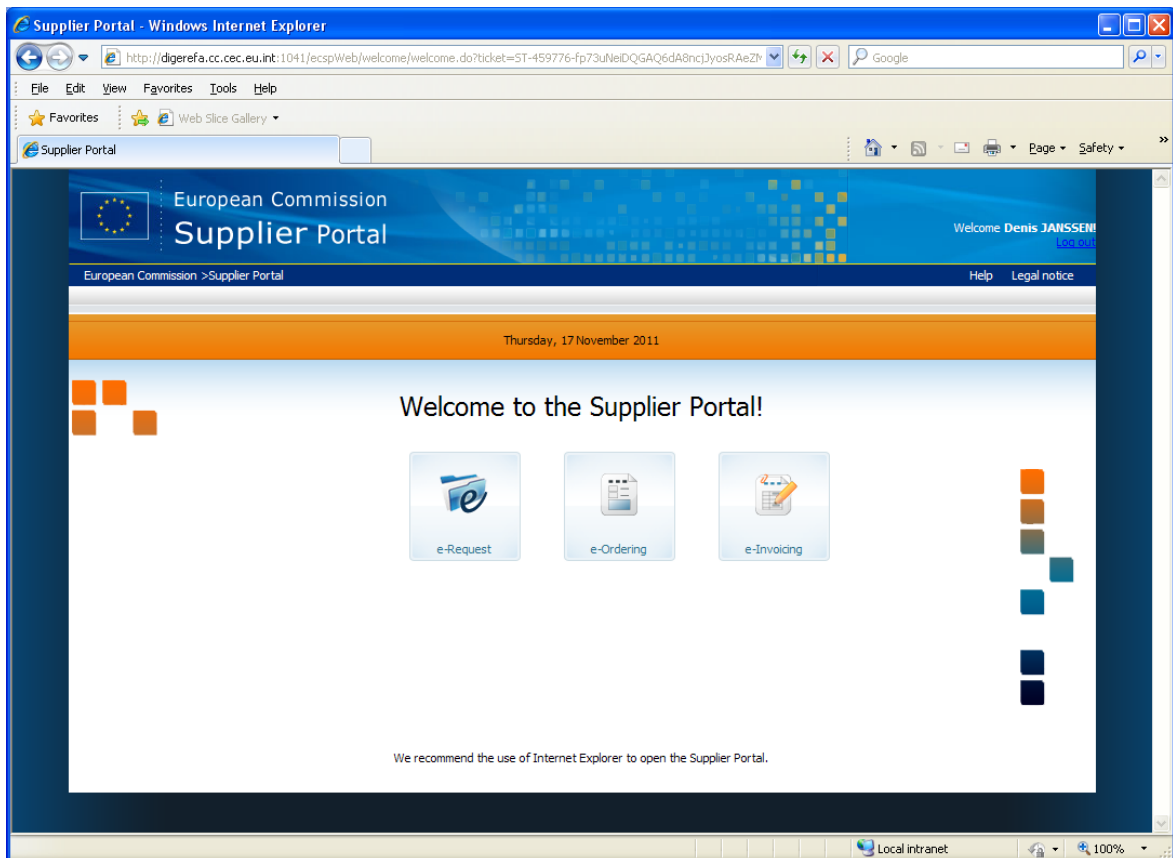 Supplier Portal - Windows Internet Explorer
http://digerefa.cc.cec.eu.int:1041/ecspWeb/welcome/welcome.do?ticket=ST-459776-fp73uNeiDQGAQ6dA8ncjJyosRAeZh
Google
File Edit View Favorites Tools Help
Favorites Web Slice Gallery
Supplier Portal
Page Safety »
European Commission
Supplier Portal
Welcome Denis JANSSEN!
Log out
European Commission >Supplier Portal
Help Legal notice
Thursday, 17 November 2011
Welcome to the Supplier Portal!
e-Request e-Ordering e-Invoicing
We recommend the use of Internet Explorer to open the Supplier Portal.
Local intranet
100%